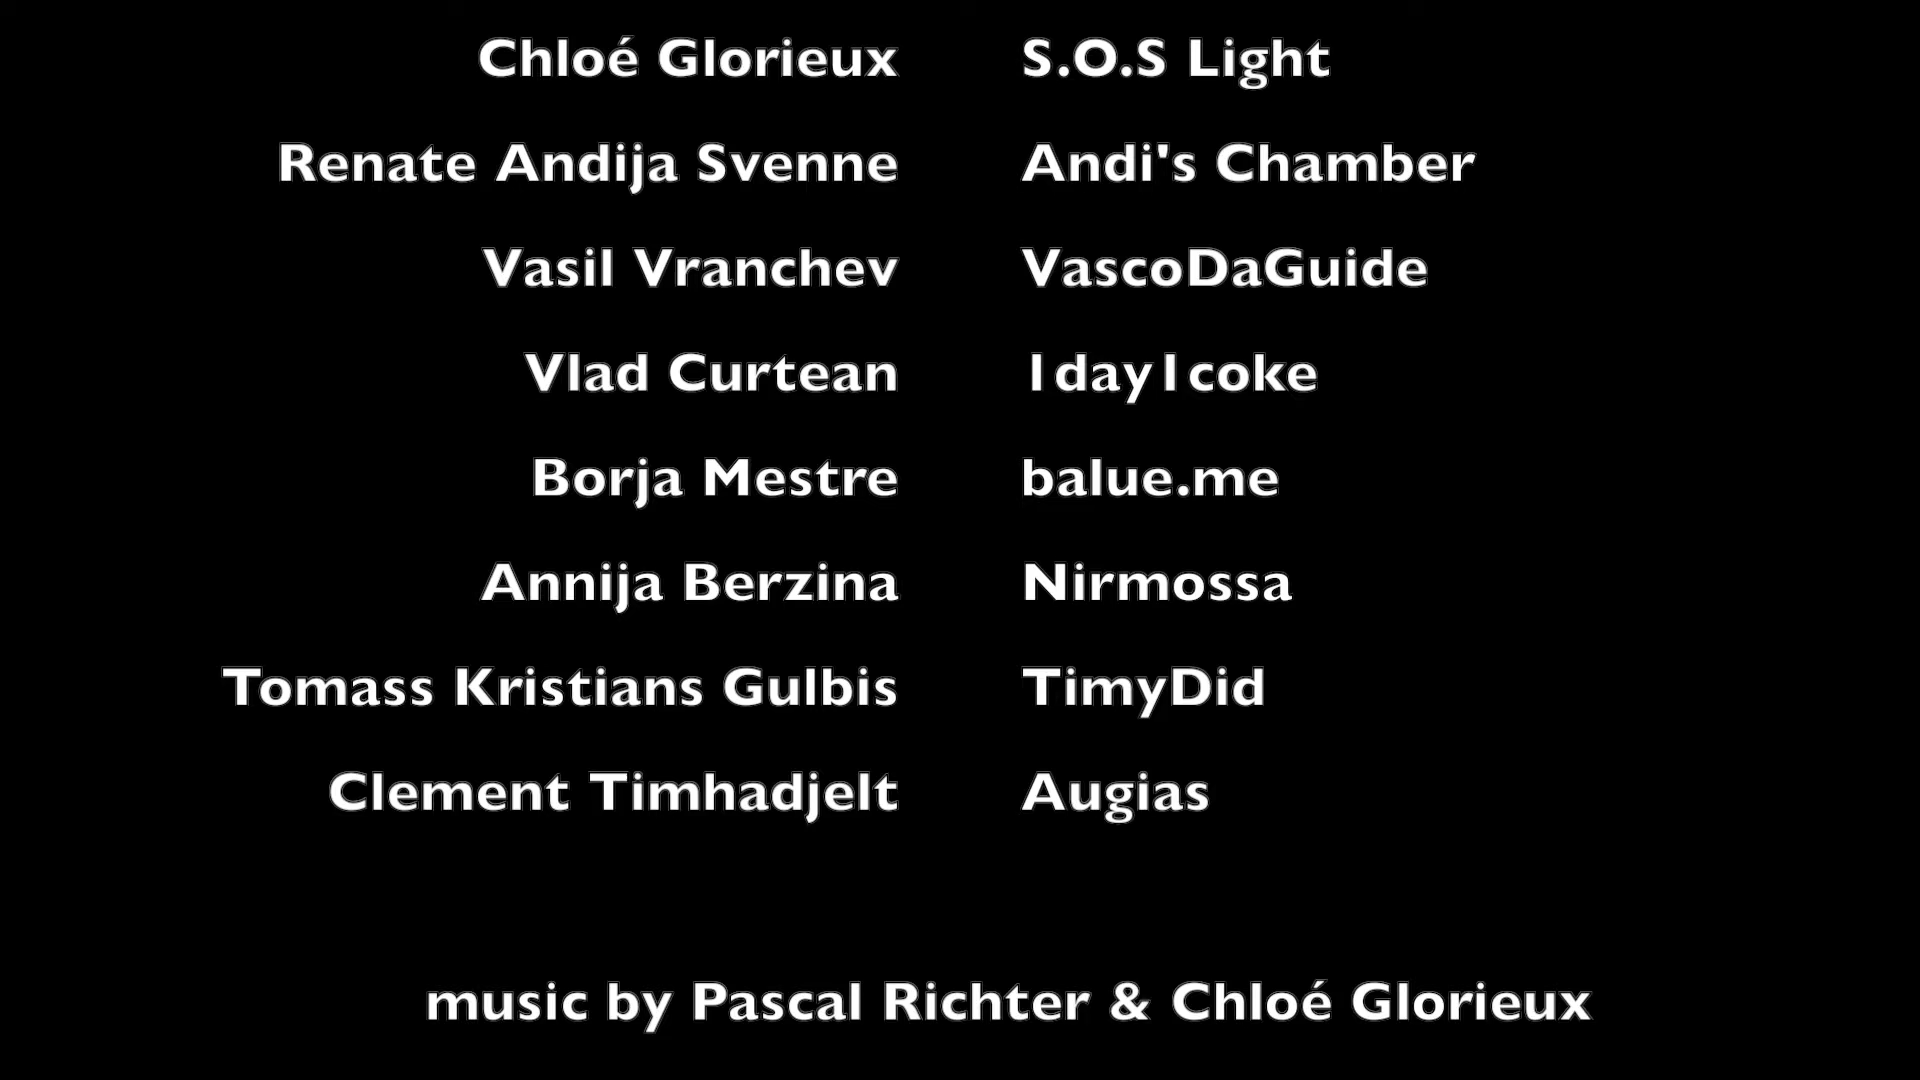 Chloé Glorieux S.O.S Light
Renate Andija Svenne Andi's Chamber
Vasil Vranchev VascoDaGuide
Vlad Curtean 1day1coke
Borja Mestre balue.me
Annija Berzina Nirmossa
Tomass Kristians Gulbis TimyDid
Clement Timhadjelt Augias
music by Pascal Richter & Chloé Glorieux